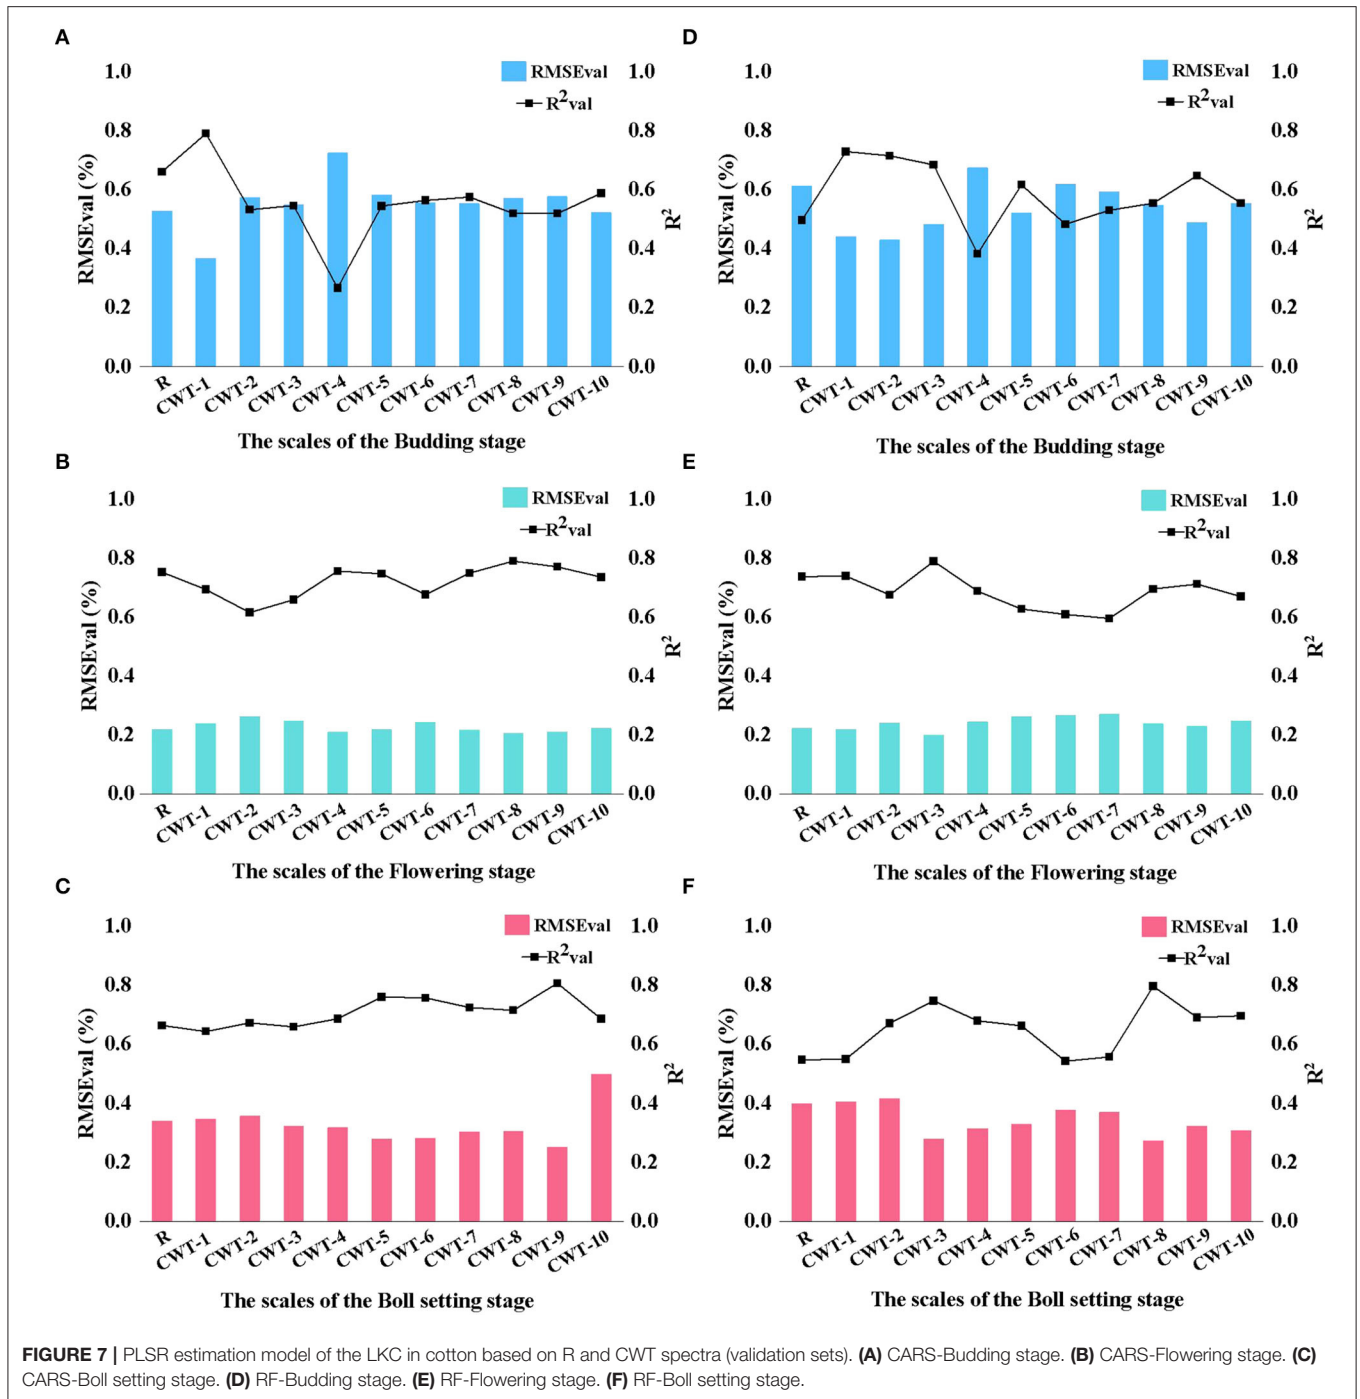 A
1.0
0.8
0.6
0.4
0.2
0.0
RMSEval (%)
RMSEval
R²val
1.0
0.8
0.6
0.4
0.2
0.0
R²
R CWT-1 CWT-2 CWT-3 CWT-4 CWT-5 CWT-6 CWT-7 CWT-8 CWT-9 CWT-10
The scales of the Budding stage
D
1.0
0.8
0.6
0.4
0.2
0.0
RMSEval (%)
RMSEval
R²val
1.0
0.8
0.6
0.4
0.2
0.0
R²
R CWT-1 CWT-2 CWT-3 CWT-4 CWT-5 CWT-6 CWT-7 CWT-8 CWT-9 CWT-10
The scales of the Budding stage
B
1.0
0.8
0.6
0.4
0.2
0.0
RMSEval (%)
RMSEval
R²val
1.0
0.8
0.6
0.4
0.2
0.0
R²
R CWT-1 CWT-2 CWT-3 CWT-4 CWT-5 CWT-6 CWT-7 CWT-8 CWT-9 CWT-10
The scales of the Flowering stage
E
1.0
0.8
0.6
0.4
0.2
0.0
RMSEval (%)
RMSEval
R²val
1.0
0.8
0.6
0.4
0.2
0.0
R²
R CWT-1 CWT-2 CWT-3 CWT-4 CWT-5 CWT-6 CWT-7 CWT-8 CWT-9 CWT-10
The scales of the Flowering stage
C
1.0
0.8
0.6
0.4
0.2
0.0
RMSEval (%)
RMSEval
R²val
1.0
0.8
0.6
0.4
0.2
0.0
R²
R CWT-1 CWT-2 CWT-3 CWT-4 CWT-5 CWT-6 CWT-7 CWT-8 CWT-9 CWT-10
The scales of the Boll setting stage
F
1.0
0.8
0.6
0.4
0.2
0.0
RMSEval (%)
RMSEval
R²val
1.0
0.8
0.6
0.4
0.2
0.0
R²
R CWT-1 CWT-2 CWT-3 CWT-4 CWT-5 CWT-6 CWT-7 CWT-8 CWT-9 CWT-10
The scales of the Boll setting stage
FIGURE 7 | PLSR estimation model of the LKC in cotton based on R and CWT spectra (validation sets). (A) CARS-Budding stage. (B) CARS-Flowering stage. (C)
CARS-Boll setting stage. (D) RF-Budding stage. (E) RF-Flowering stage. (F) RF-Boll setting stage.